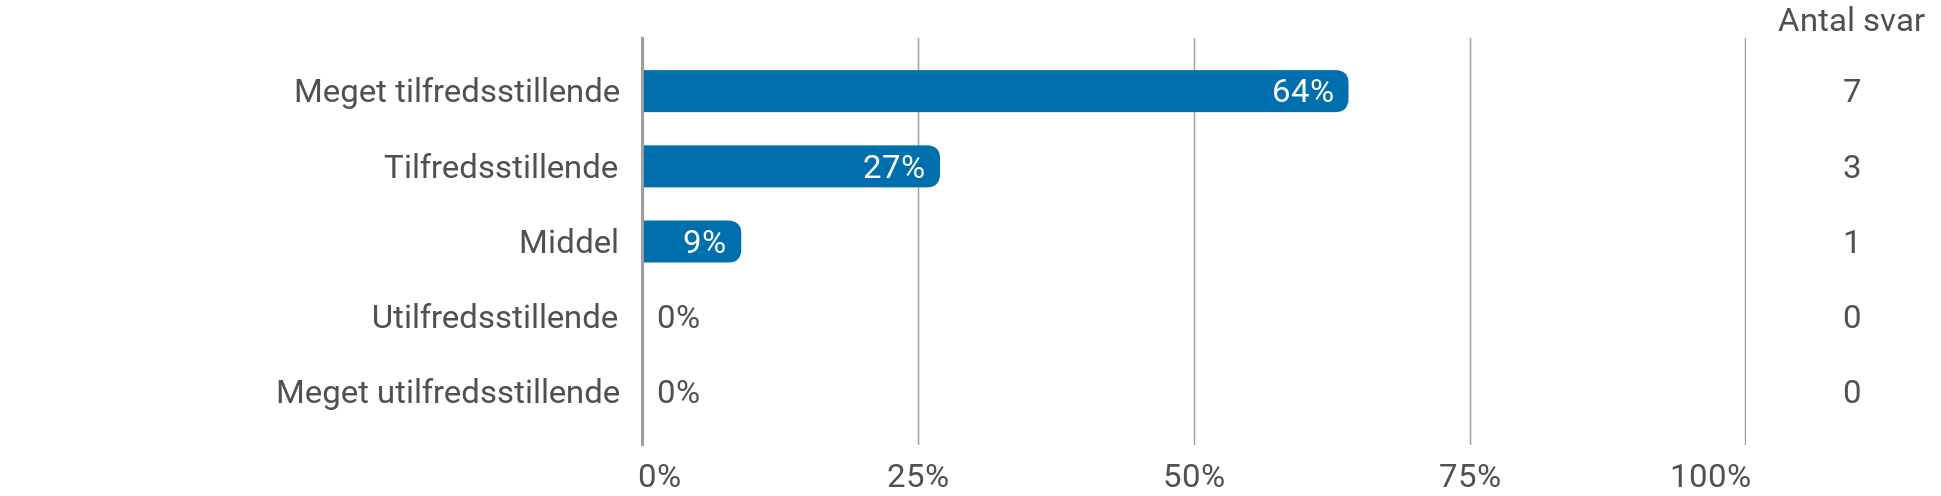 Antal svar
Meget tilfredsstillende 64% 7
Tilfredsstillende 27% 3
Middel 9% 1
Utilfredsstillende 0% 0
Meget utilfredsstillende 0% 0
0% 25% 50% 75% 100%